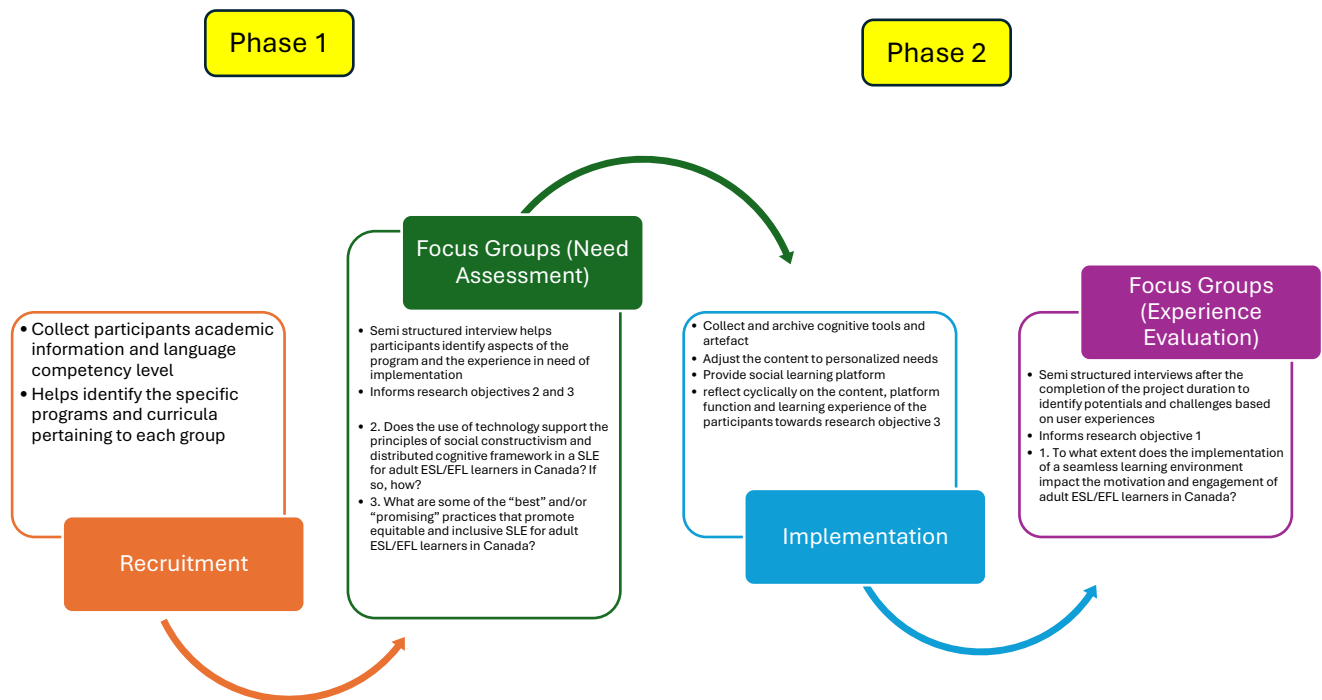 Phase 1
Phase 2
• Collect participants academic
information and language
competency level
• Helps identify the specific
programs and curricula
pertaining to each group
Recruitment
Focus Groups (Need
Assessment)
• Semi structured interview helps
participants identify aspects of the
program and the experience in need of
implementation
• Informs research objectives 2 and 3
• 2. Does the use of technology support the
principles of social constructivism and
distributed cognitive framework in a SLE
for adult ESL/EFL learners in Canada? If
so, how?
• 3. What are some of the “best” and/or
“promising” practices that promote
equitable and inclusive SLE for adult
ESL/EFL learners in Canada?
• Collect and archive cognitive tools and
artefact
• Adjust the content to personalized needs
• Provide social learning platform
• reflect cyclically on the content, platform
function and learning experience of the
participants towards research objective 3
Implementation
Focus Groups
(Experience
Evaluation)
• Semi structured interviews after the
completion of the project duration to
identify potentials and challenges based
on user experiences
• Informs research objective 1
• 1. To what extent does the implementation
of a seamless learning environment
impact the motivation and engagement of
adult ESL/EFL learners in Canada?